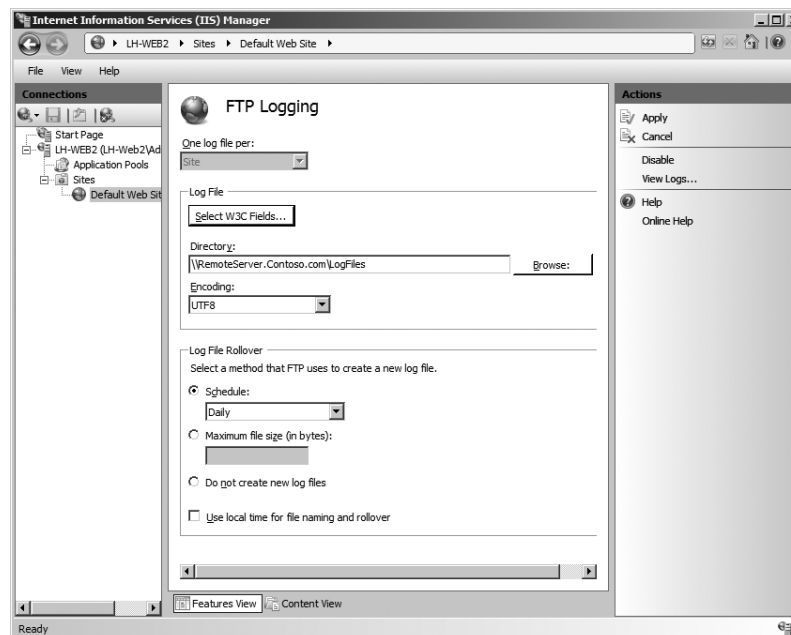 Internet Information Services (IIS) Manager
LH-WEB2 Sites Default Web Site
File View Help
Connections
Start Page
LH-WEB2 (LH-Web2\Ad
Application Pools
Sites
Default Web Sit
FTP Logging
One log file per:
Site
Log File
Select W3C Fields...
Directory:
\\RemoteServer.Contoso.com\LogFiles
Browse:
Encoding:
UTF8
Log File Rollover
Select a method that FTP uses to create a new log file.
Schedule:
Daily
Maximum file size (in bytes):
Do not create new log files
Use local time for file naming and rollover
Features View Content View
Actions
Apply
Cancel
Disable
View Logs...
Help
Online Help
Ready